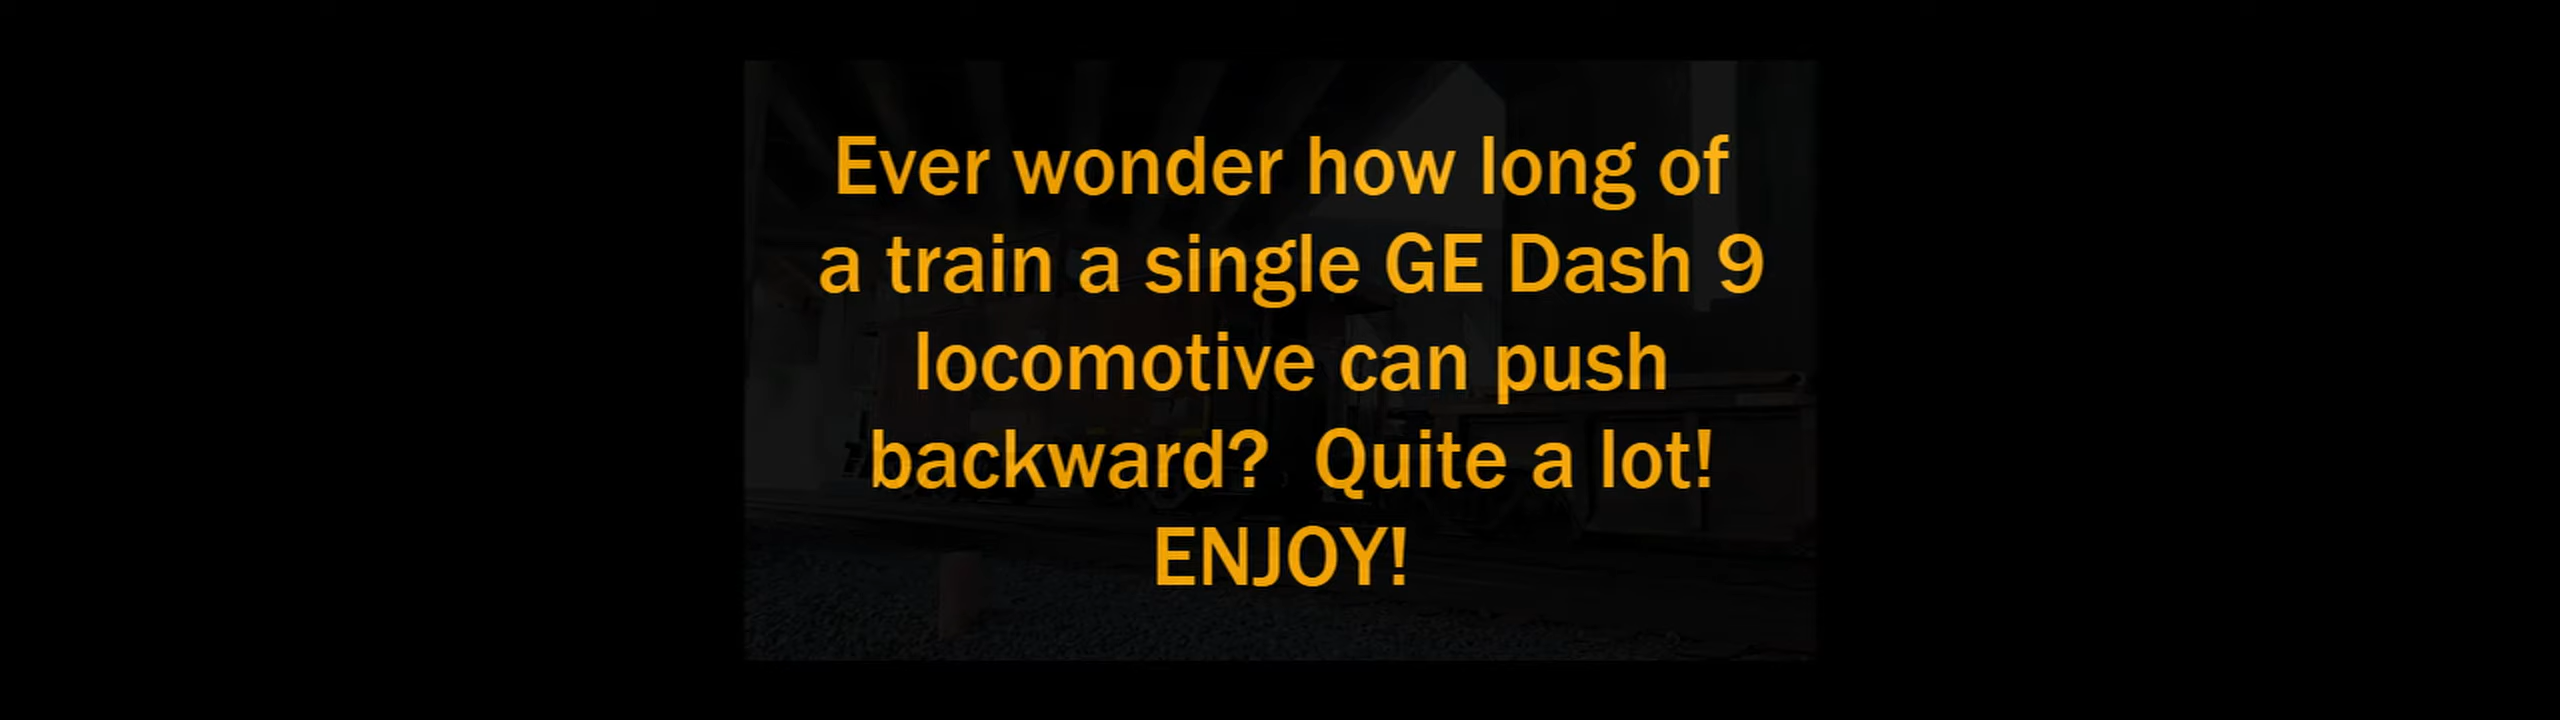 Ever wonder how long of
a train a single GE Dash 9
locomotive can push
backward?  Quite a lot!
ENJOY!